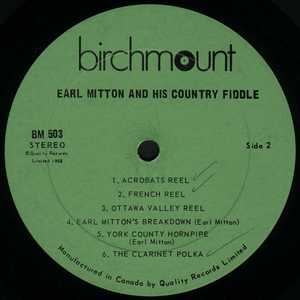 birchmount
EARL MITTON AND HIS COUNTRY FIDDLE
BM 503
STEREO
©Quality Records
Limited 1958
Side 2
1. ACROBATS REEL
2. FRENCH REEL
3. OTTAWA VALLEY REEL
4. EARL MITTON'S BREAKDOWN (Earl Mitton)
5. YORK COUNTY HORNPIPE
(Earl Mitton)
6. THE CLARINET POLKA
Manufactured in Canada by Quality Records Limited